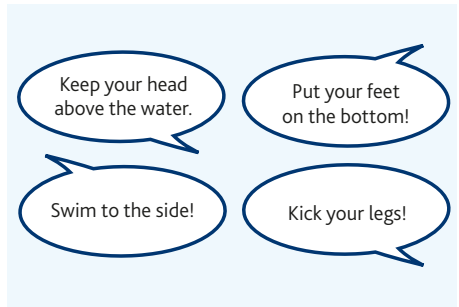 Keep your head
above the water.
Put your feet
on the bottom!
Swim to the side!
Kick your legs!